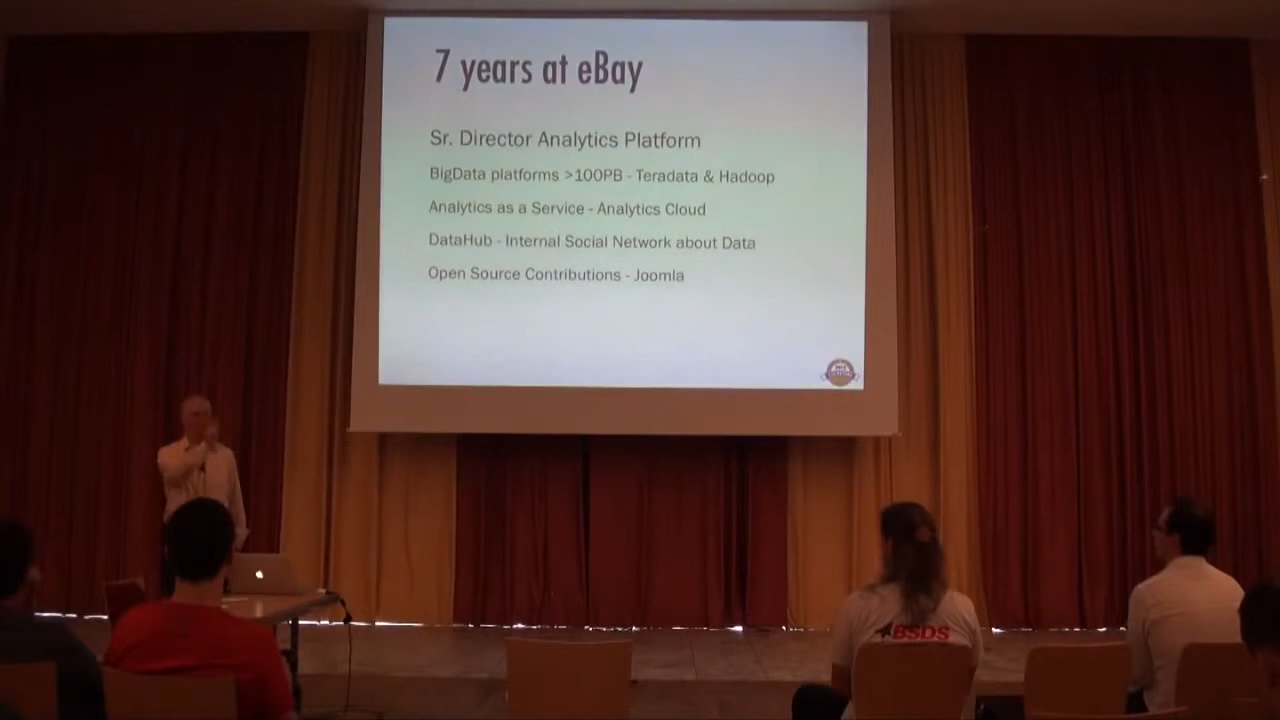 7 years at eBay
Sr. Director Analytics Platform
BigData platforms >100PB - Teradata & Hadoop
Analytics as a Service - Analytics Cloud
DataHub - Internal Social Network about Data
Open Source Contributions - Joomla
BSDS